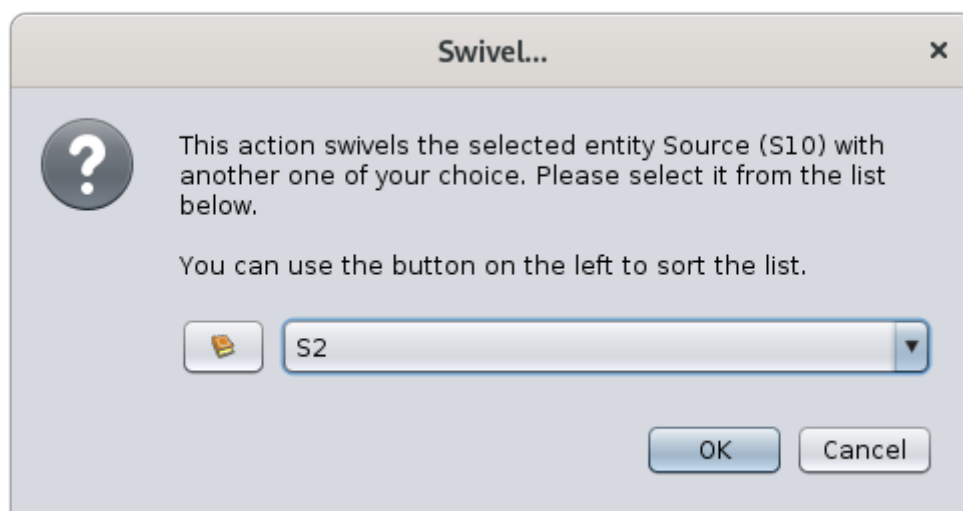 Swivel...
This action swivels the selected entity Source (S10) with
another one of your choice. Please select it from the list
below.
You can use the button on the left to sort the list.
S2
OK Cancel